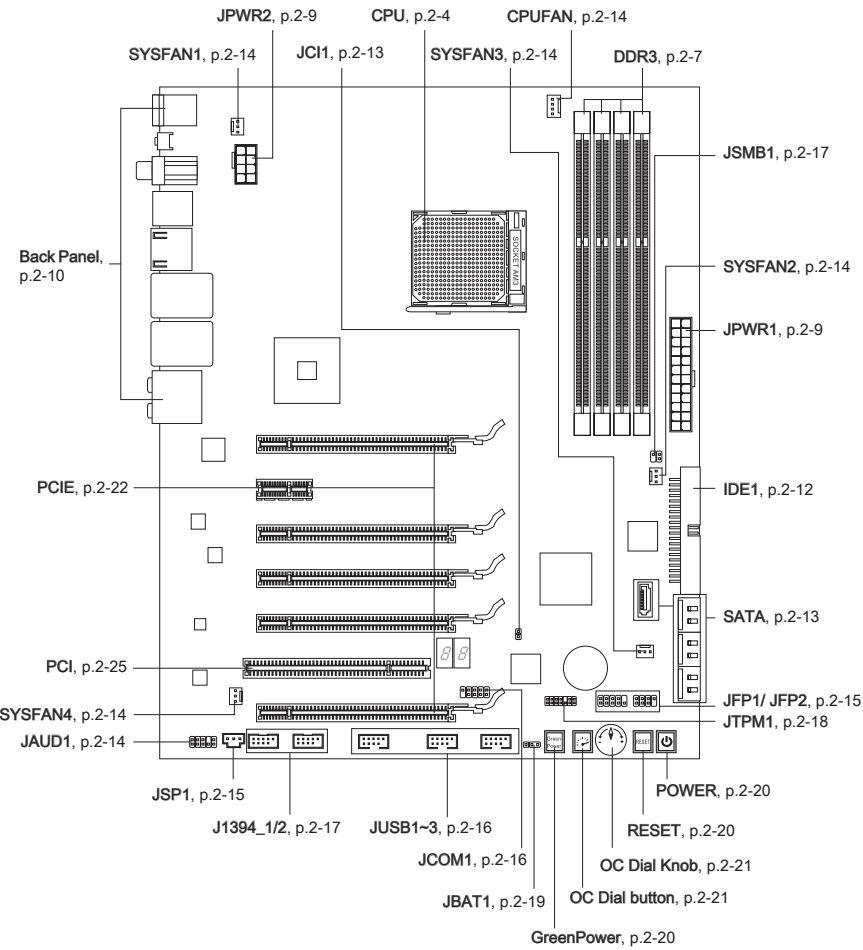 JPWR2, p.2-9
CPU, p.2-4
CPUFAN, p.2-14
SYSFAN1, p.2-14
JCI1, p.2-13
SYSFAN3, p.2-14
DDR3, p.2-7
JSMB1, p.2-17
SOCKET AM3
Back Panel,
p.2-10
SYSFAN2, p.2-14
JPWR1, p.2-9
PCIE, p.2-22
IDE1, p.2-12
SATA, p.2-13
PCI, p.2-25
8 8
SYSFAN4, p.2-14
JFP1/ JFP2, p.2-15
JTPM1, p.2-18
JAUD1, p.2-14
Green
Power
RESET
JSP1, p.2-15
POWER, p.2-20
J1394_1/2, p.2-17
JUSB1~3, p.2-16
RESET, p.2-20
JCOM1, p.2-16
OC Dial Knob, p.2-21
JBAT1, p.2-19
OC Dial button, p.2-21
GreenPower, p.2-20